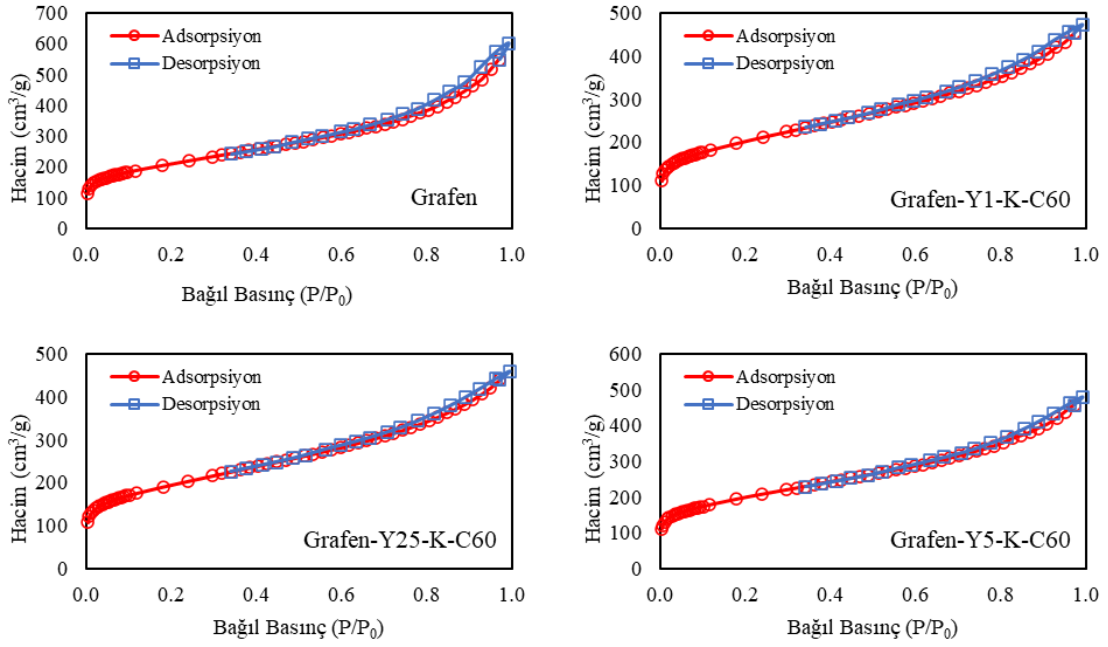 700
600
500
400
300
200
100
0
Hacim (cm³/g)
Adsorpsiyon
Desorpsiyon
Grafen
0.0 0.2 0.4 0.6 0.8 1.0
Bağıl Basınç (P/P₀)
500
400
300
200
100
0
Hacim (cm³/g)
Adsorpsiyon
Desorpsiyon
Grafen-Y1-K-C60
0.0 0.2 0.4 0.6 0.8 1.0
Bağıl Basınç (P/P₀)
500
400
300
200
100
0
Hacim (cm³/g)
Adsorpsiyon
Desorpsiyon
Grafen-Y25-K-C60
0.0 0.2 0.4 0.6 0.8 1.0
Bağıl Basınç (P/P₀)
600
500
400
300
200
100
0
Hacim (cm³/g)
Adsorpsiyon
Desorpsiyon
Grafen-Y5-K-C60
0.0 0.2 0.4 0.6 0.8 1.0
Bağıl Basınç (P/P₀)